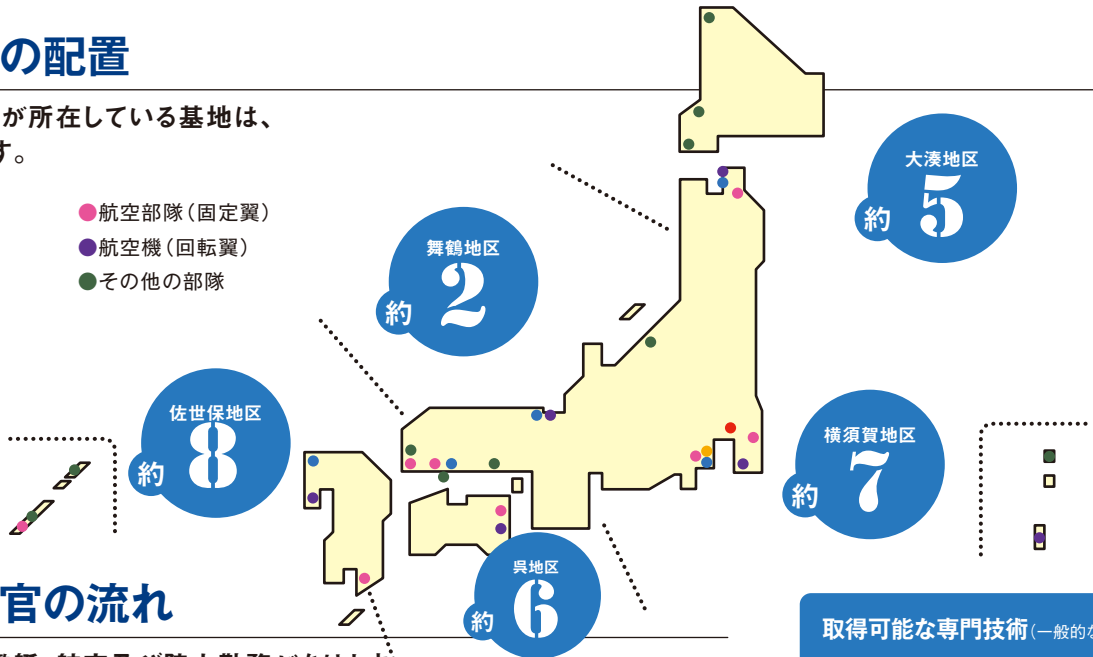 の配置
が所在している基地は、
す。
●航空部隊（固定翼）
●航空機（回転翼）
●その他の部隊
大湊地区
約5
舞鶴地区
約2
佐世保地区
約8
横須賀地区
約7
呉地区
約6
官の流れ
取得可能な専門技術（一般的な